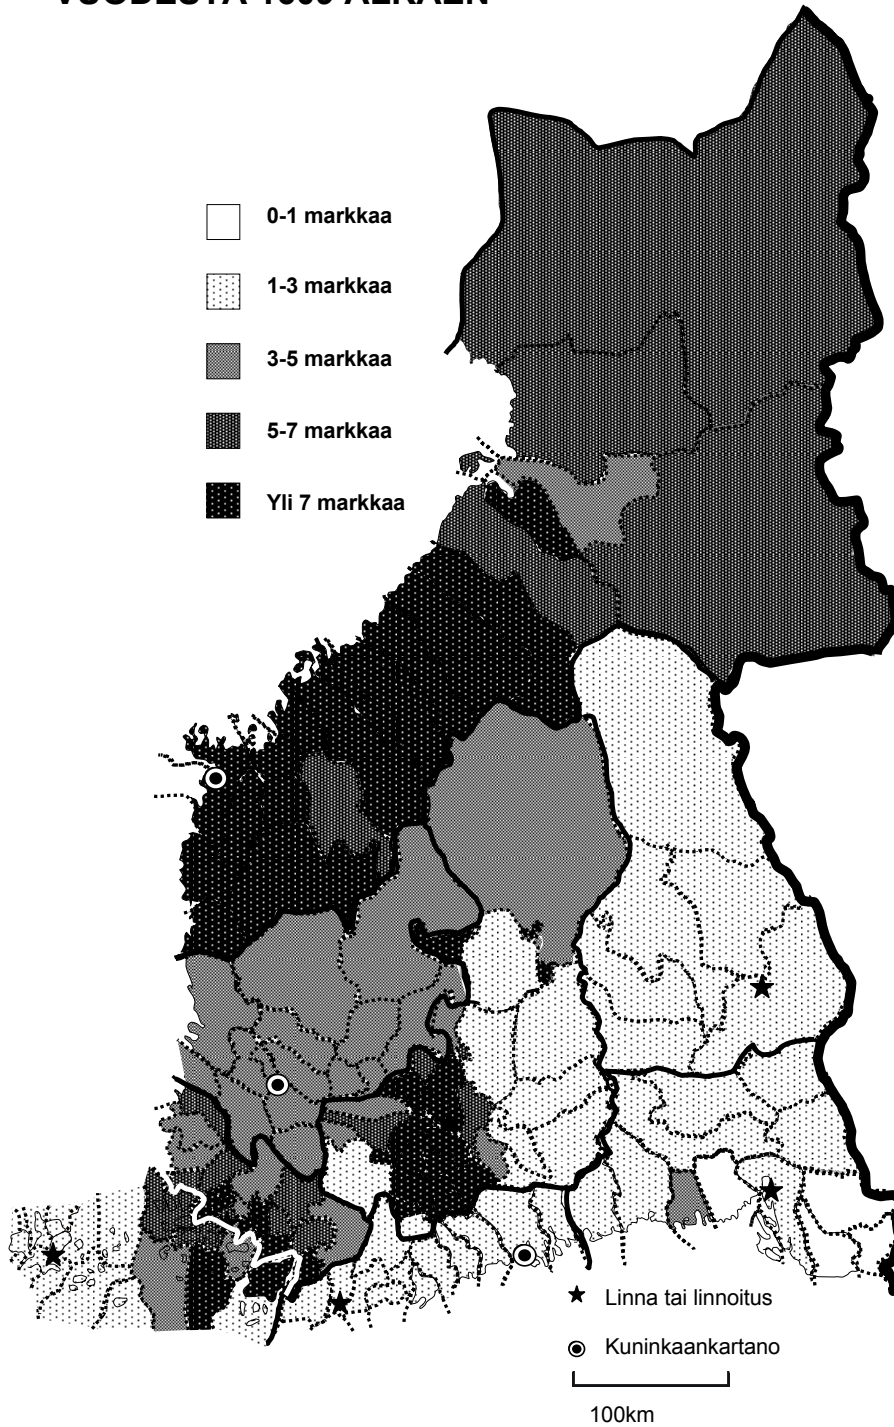 VUODESTA ALKAEN
0-1 markkaa
1-3 markkaa
3-5 markkaa
5-7 markkaa
Yli 7 markkaa
Linna tai linnoitus
Kuninkaankartano
100km